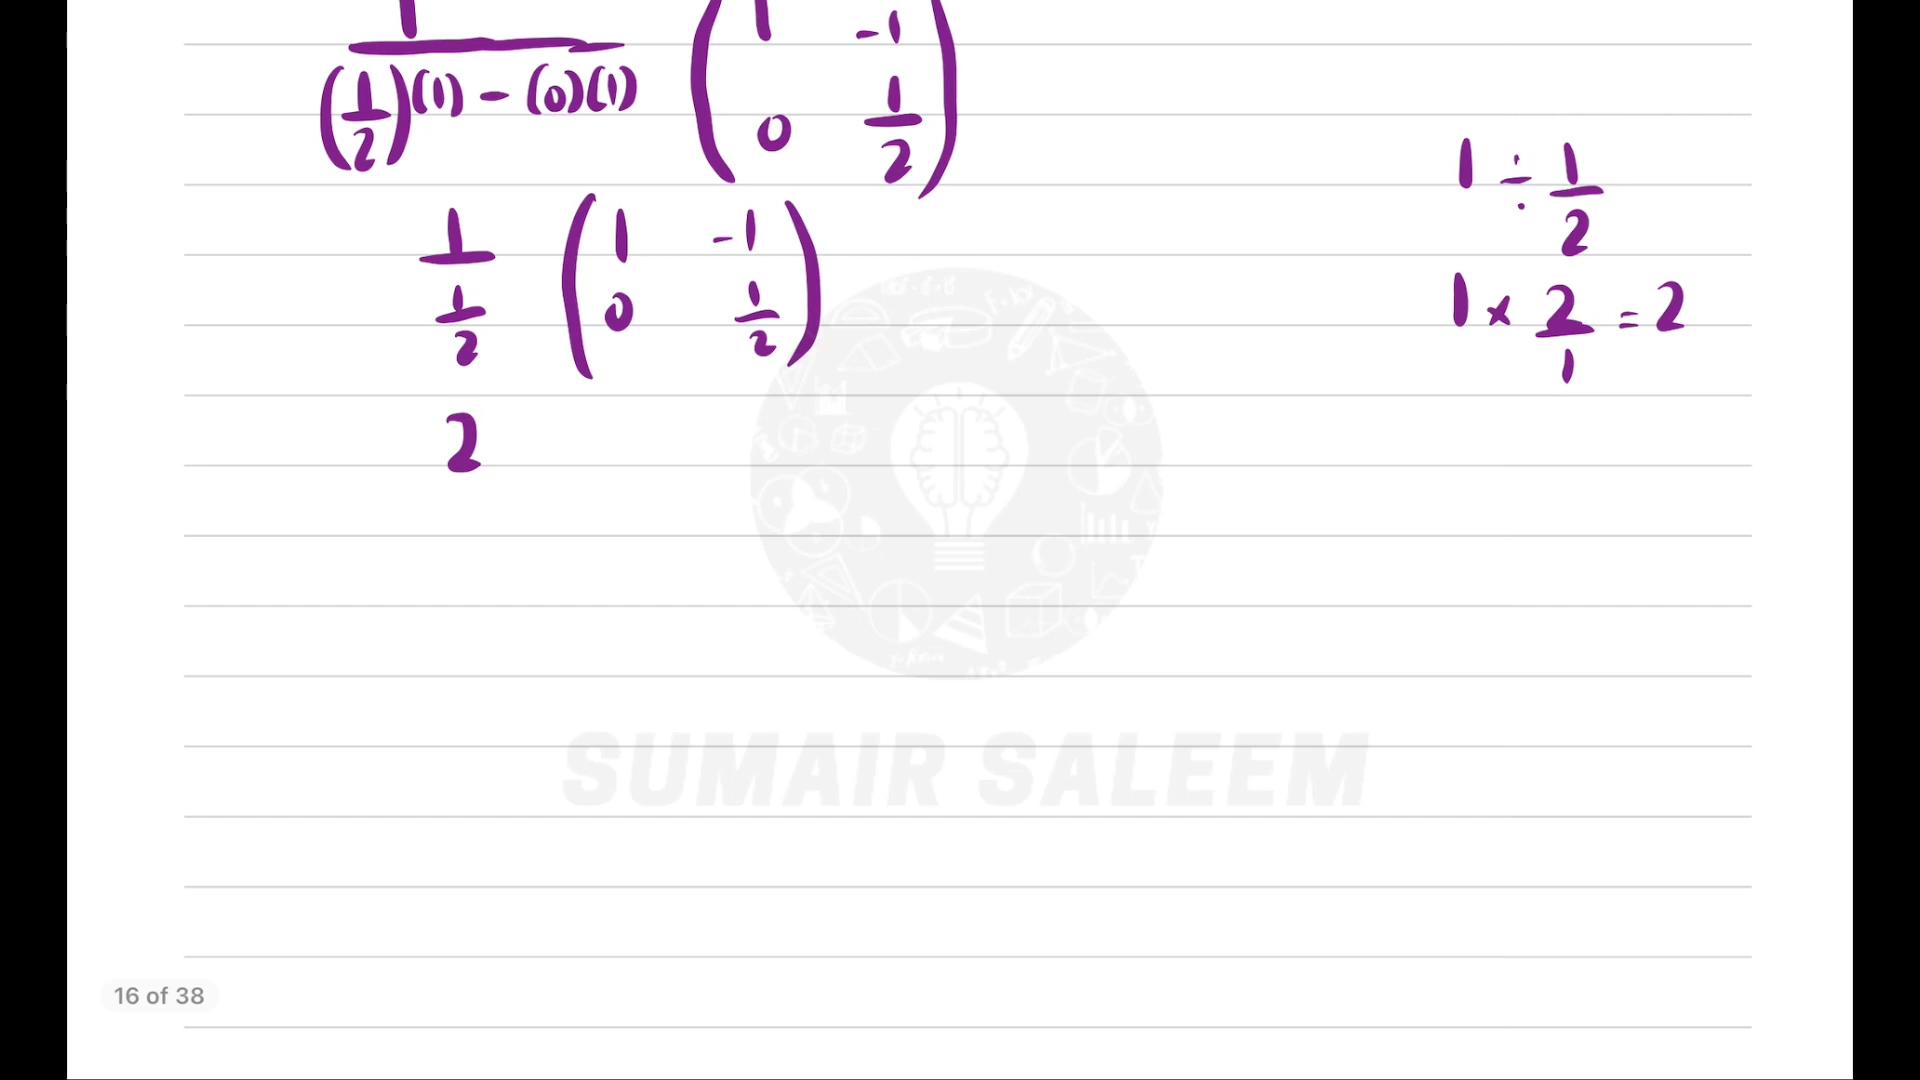 1 / (1/2)(1) - (0)(1) ( 1 -1
0 1/2 )
1 ÷ 1/2
1 / 1/2 ( 1 -1
0 1/2 )
1 × 2/1 = 2
2
SUMAIR SALEEM
16 of 38